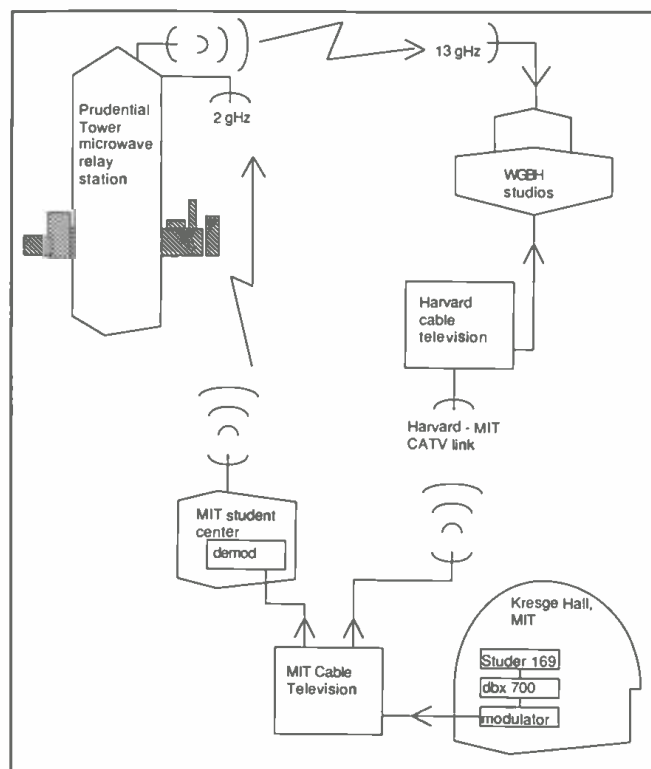 13 gHz
Prudential
Tower
microwave
relay
station
2 gHz
WGBH
studios
Harvard
cable
television
Harvard - MIT
CATV link
MIT student
center
demod
Kresge Hall,
MIT
Studer 169
dbx 700
modulator
MIT Cable
Television